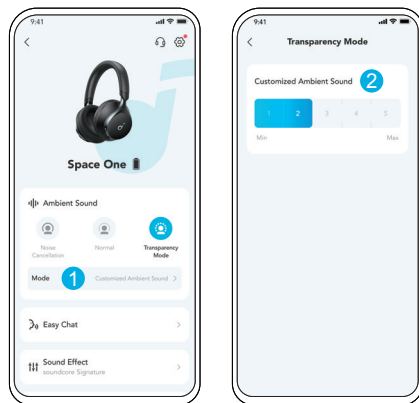 9:41
Space One
Ambient Sound
Noise Cancellation
Normal
Transparency Mode
Mode
1
Customized Ambient Sound
Easy Chat
Sound Effect
soundcore Signature
9:41
Transparency Mode
Customized Ambient Sound
2
1 2 3 4 5
Min Max